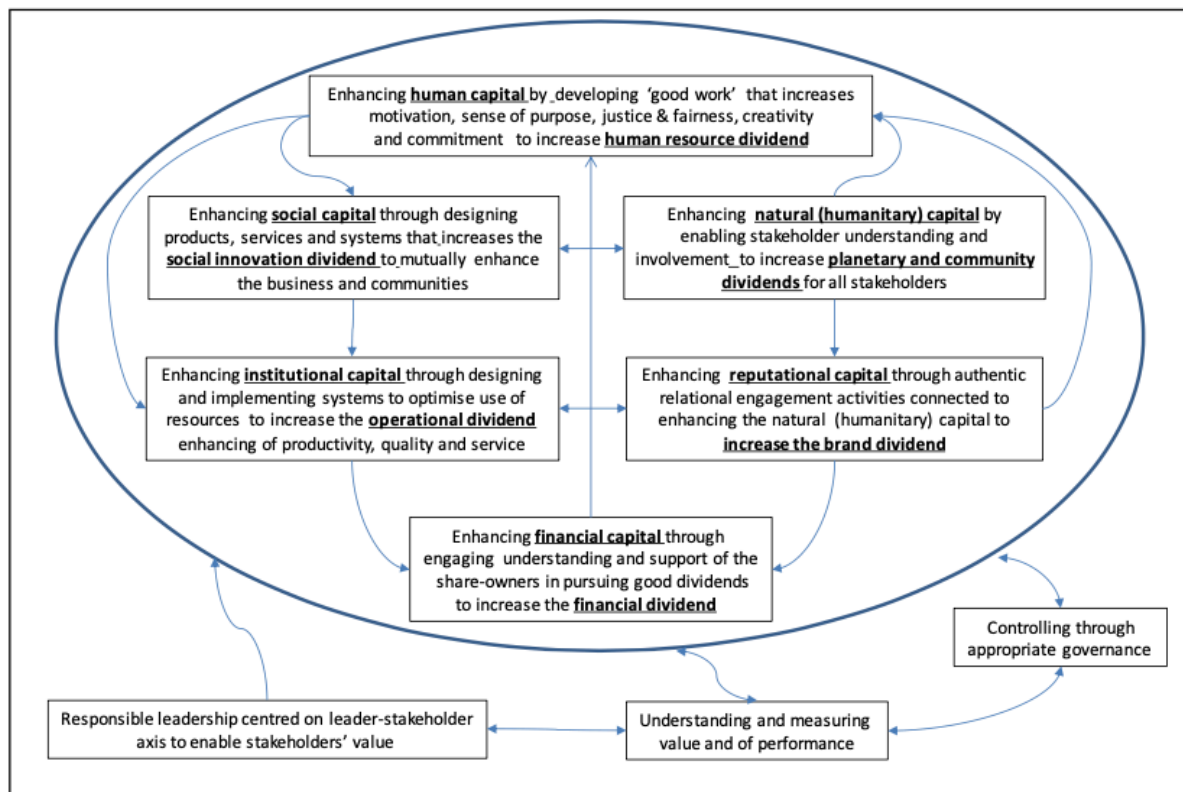 Enhancing human capital by developing ‘good work’ that increases
motivation, sense of purpose, justice & fairness, creativity
and commitment to increase human resource dividend
Enhancing social capital through designing
products, services and systems that increases the
social innovation dividend to mutually enhance
the business and communities
Enhancing natural (humanitary) capital by
enabling stakeholder understanding and
involvement to increase planetary and community
dividends for all stakeholders
Enhancing institutional capital through designing
and implementing systems to optimise use of
resources to increase the operational dividend
enhancing of productivity, quality and service
Enhancing reputational capital through authentic
relational engagement activities connected to
enhancing the natural (humanitary) capital to
increase the brand dividend
Enhancing financial capital through
engaging understanding and support of the
share-owners in pursuing good dividends
to increase the financial dividend
Controlling through
appropriate governance
Responsible leadership centred on leader-stakeholder
axis to enable stakeholders’ value
Understanding and measuring
value and of performance